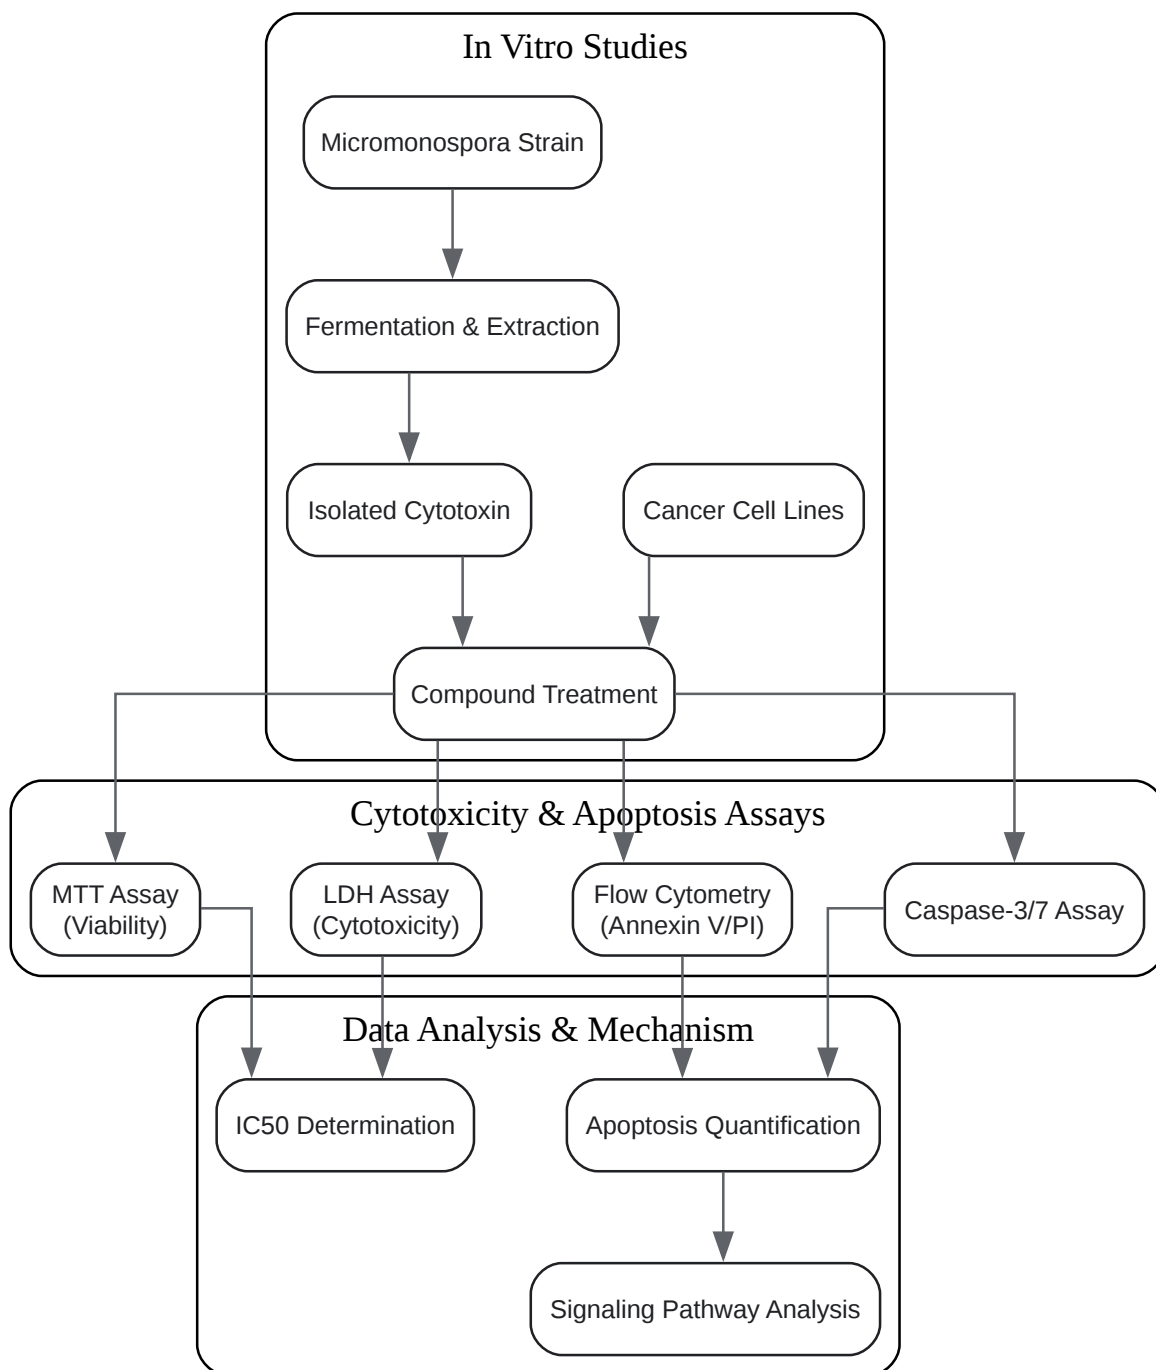 In Vitro Studies
Micromonospora Strain
Fermentation & Extraction
Isolated Cytotoxin
Cancer Cell Lines
Compound Treatment
Cytotoxicity & Apoptosis Assays
MTT Assay
(Viability)
LDH Assay
(Cytotoxicity)
Flow Cytometry
(Annexin V/PI)
Caspase-3/7 Assay
Data Analysis & Mechanism
IC50 Determination
Apoptosis Quantification
Signaling Pathway Analysis